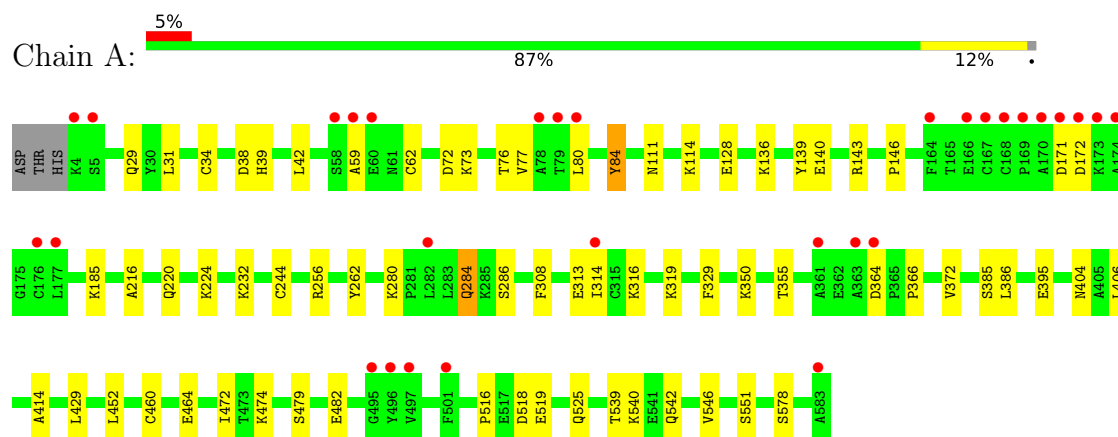 5%
Chain A:
87% 12% •
ASP THR HIS K4 S5 Q29 Y30 L31 C34 D38 H39 L42 S58 A59 E60 N61 C62 D72 K73 T76 V77 A78 T79 L80 Y84 N111 K114 E128 K136 Y139 E140 R143 P146 F164 T165 E166 C167 C168 P169 A170 D171 D172 K173 A174
G175 C176 L177 K185 A216 Q220 K224 K232 C244 R256 Y262 K280 P281 L282 L283 Q284 K285 S286 F308 E313 I314 C315 K316 K319 F329 K350 T355 A361 E362 A363 D364 P365 P366 V372 S385 L386 E395 N404 A405
A414 L429 L452 C460 E464 I472 T473 K474 S479 E482 G495 Y496 V497 F501 P516 E517 D518 E519 Q525 T539 K540 E541 Q542 V546 S551 S578 A583